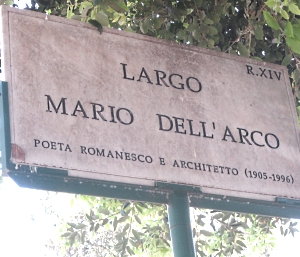 R.XIV
LARGO
MARIO DELL'ARCO
POETA ROMANESCO E ARCHITETTO (1905-1996)